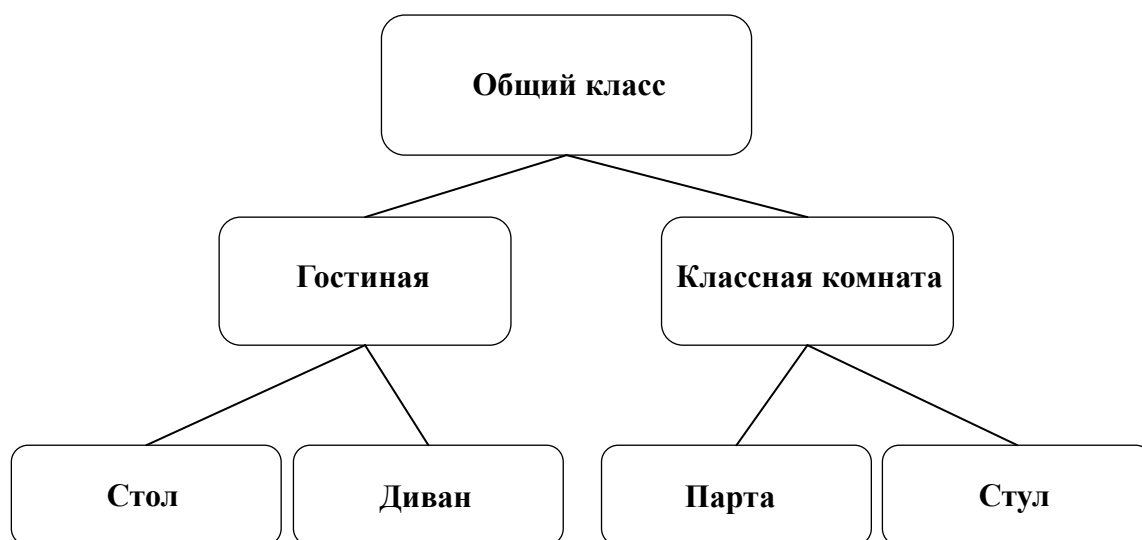 Общий класс
Гостиная
Классная комната
Стол
Диван
Парта
Стул